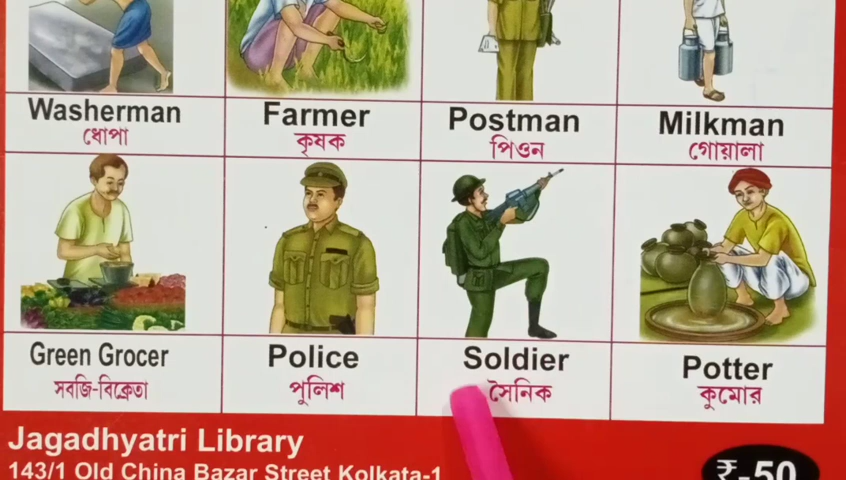 Washerman
ধোপা
Farmer
কৃষক
Postman
পিওন
Milkman
গোয়ালা
Green Grocer
সবজি-বিক্রেতা
Police
পুলিশ
Soldier
সৈনিক
Potter
কুমোর
Jagadhyatri Library
143/1 Old China Bazar Street Kolkata-1
₹-50